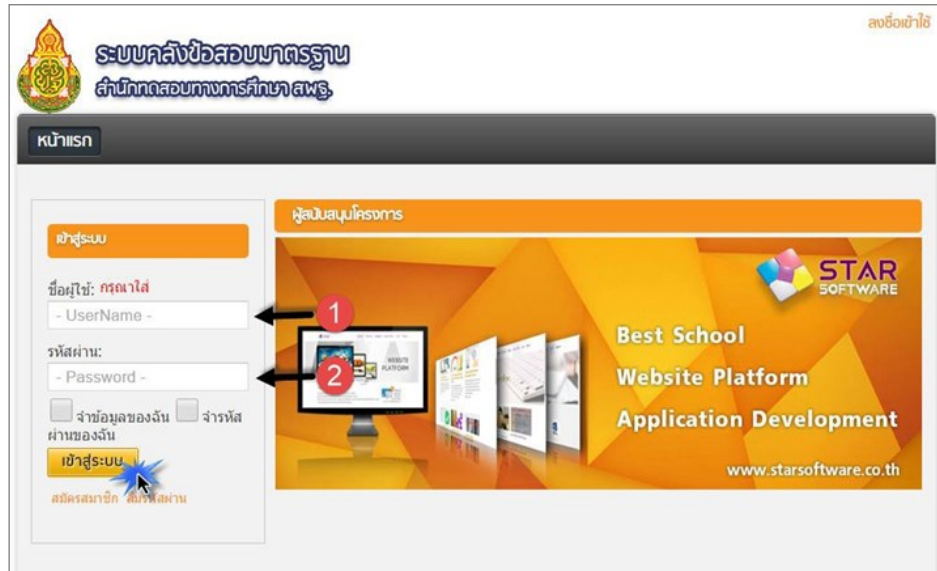 ลงชื่อเข้าใช้
ระบบคลังข้อสอบมาตรฐาน
สำนักทดสอบทางการศึกษา สพฐ.
หน้าแรก
เข้าสู่ระบบ
ชื่อผู้ใช้: กรุณาใส่
- UserName -
รหัสผ่าน:
- Password -
จำข้อมูลของฉัน จำรหัส
ผ่านของฉัน
เข้าสู่ระบบ
สมัครสมาชิก ลืมรหัสผ่าน
ผู้สนับสนุนโครงการ
1
2
STAR
SOFTWARE
WEBSITE
PLATFORM
Best School
Website Platform
Application Development
www.starsoftware.co.th